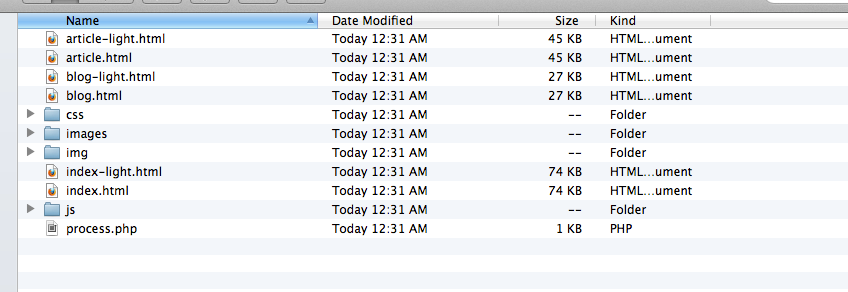 Name Date Modified Size Kind
article-light.html Today 12:31 AM 45 KB HTML...ument
article.html Today 12:31 AM 45 KB HTML...ument
blog-light.html Today 12:31 AM 27 KB HTML...ument
blog.html Today 12:31 AM 27 KB HTML...ument
css Today 12:31 AM -- Folder
images Today 12:31 AM -- Folder
img Today 12:31 AM -- Folder
index-light.html Today 12:31 AM 74 KB HTML...ument
index.html Today 12:31 AM 74 KB HTML...ument
js Today 12:31 AM -- Folder
process.php Today 12:31 AM 1 KB PHP